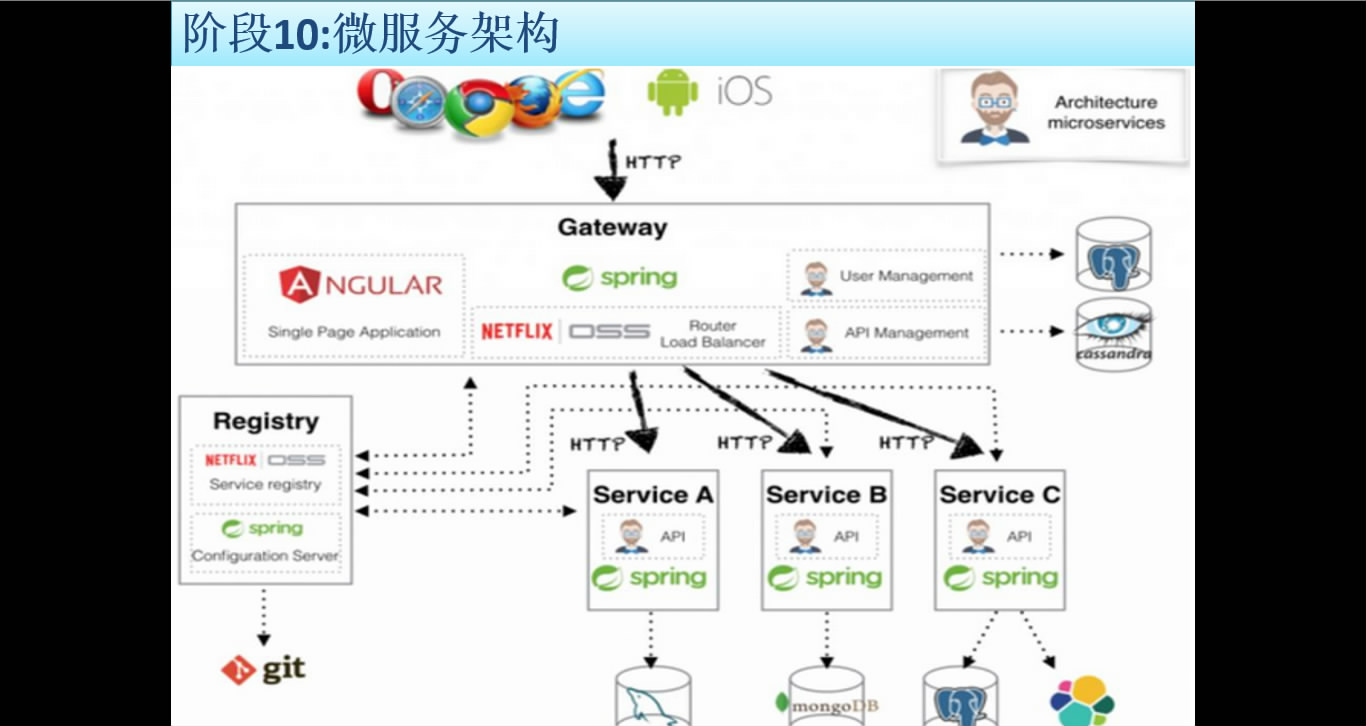 阶段10:微服务架构
iOS
Architecture
microservices
HTTP
Gateway
ANGULAR
Single Page Application
spring
NETFLIX OSS
Router
Load Balancer
User Management
API Management
cassandra
Registry
NETFLIX OSS
Service registry
spring
Configuration Server
git
HTTP
HTTP
HTTP
Service A
API
spring
Service B
API
spring
Service C
API
spring
mongoDB